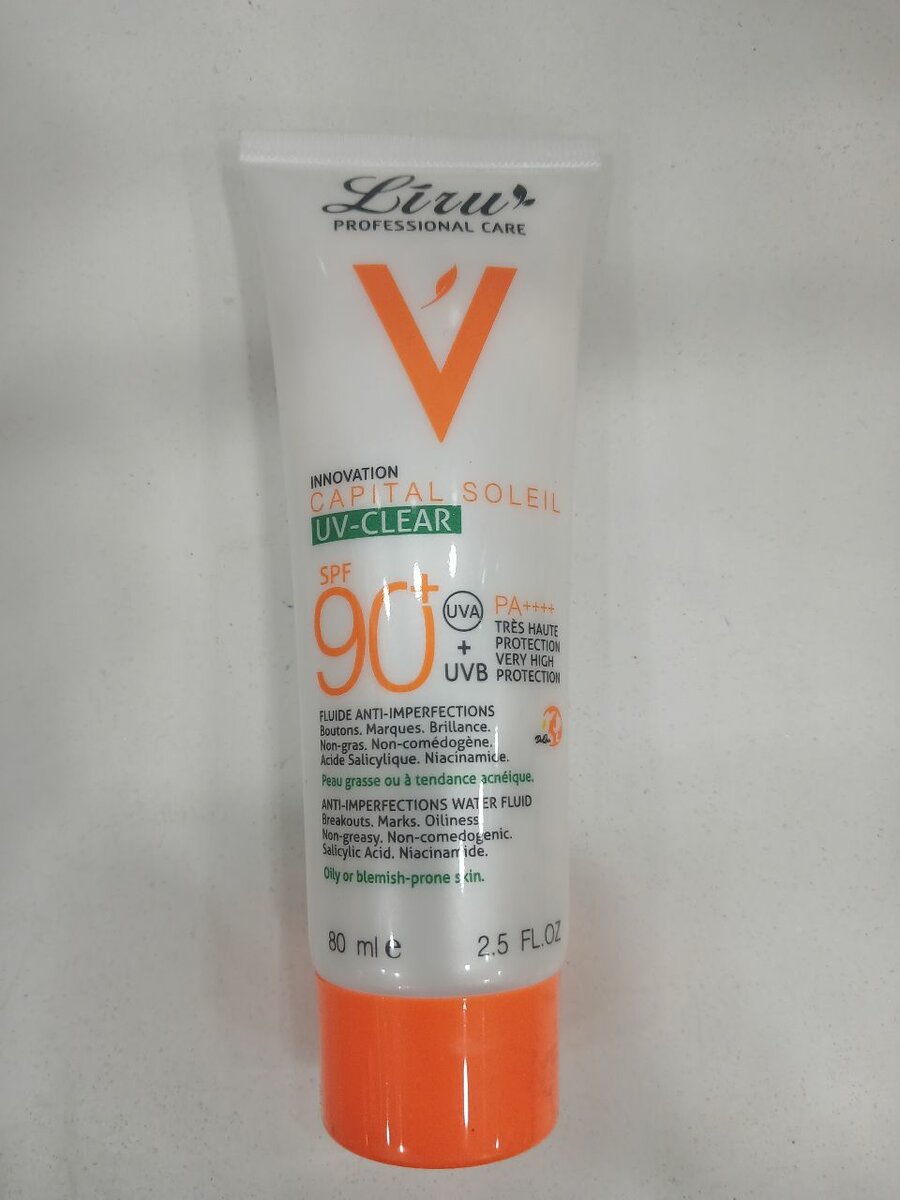 Liru
PROFESSIONAL CARE
V
INNOVATION
CAPITAL SOLEIL
UV-CLEAR
SPF
90+
UVA
+
UVB
PA++++
TRÈS HAUTE
PROTECTION
VERY HIGH
PROTECTION
FLUIDE ANTI-IMPERFECTIONS
Boutons. Marques. Brillance.
Non-gras. Non-comédogène.
Acide Salicylique. Niacinamide.
Peau grasse ou à tendance acnéique.
ANTI-IMPERFECTIONS WATER FLUID
Breakouts. Marks. Oiliness
Non-greasy. Non-comedogenic.
Salicylic Acid. Niacinamide.
Oily or blemish-prone skin.
80 ml e
2.5 FL.OZ